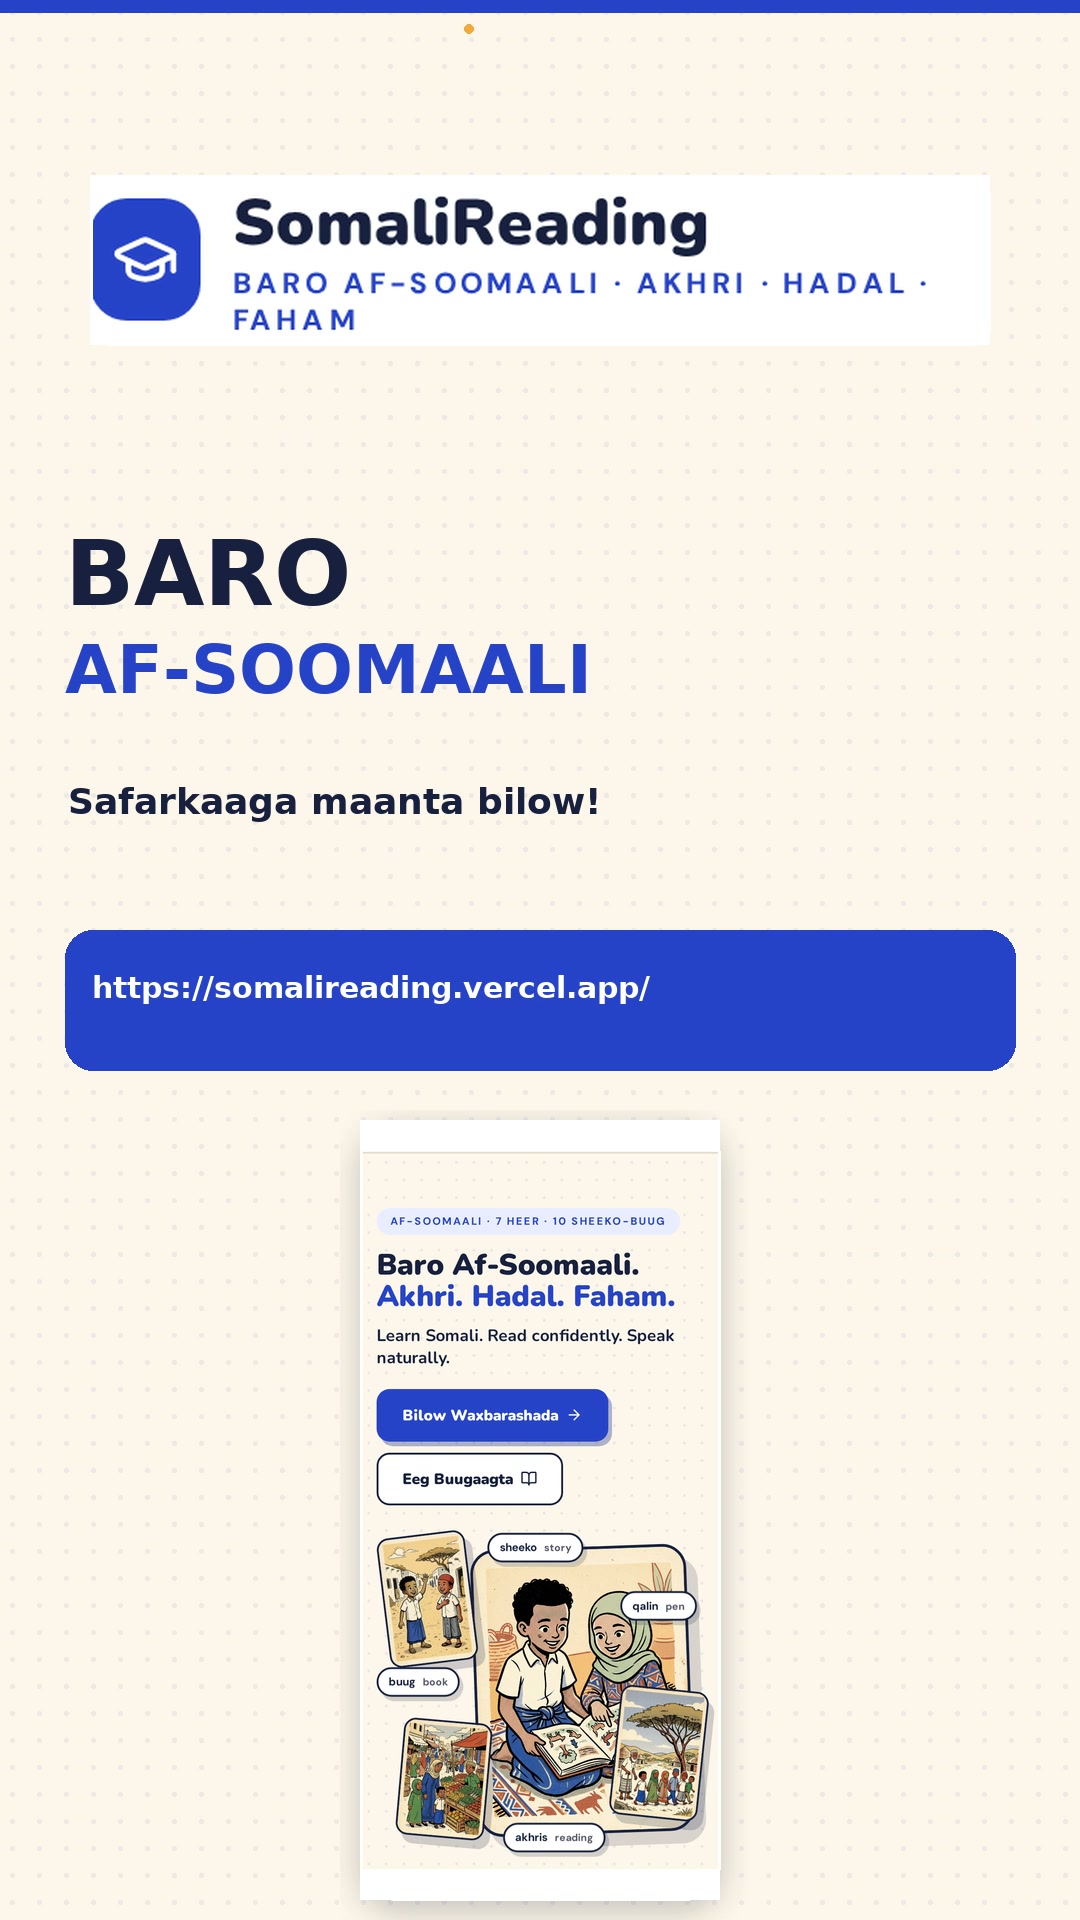 SomaliReading
BARO AF-SOOMAALI · AKHRI · HADAL ·
FAHAM
BARO
AF-SOOMAALI
Safarkaaga maanta bilow!
https://somalireading.vercel.app/
AF-SOOMAALI · 7 HEER · 10 SHEEKO-BUUG
Baro Af-Soomaali.
Akhri. Hadal. Faham.
Learn Somali. Read confidently. Speak
naturally.
Bilow Waxbarashada →
Eeg Buugaagta
sheeko story
qalin pen
buug book
akhris reading